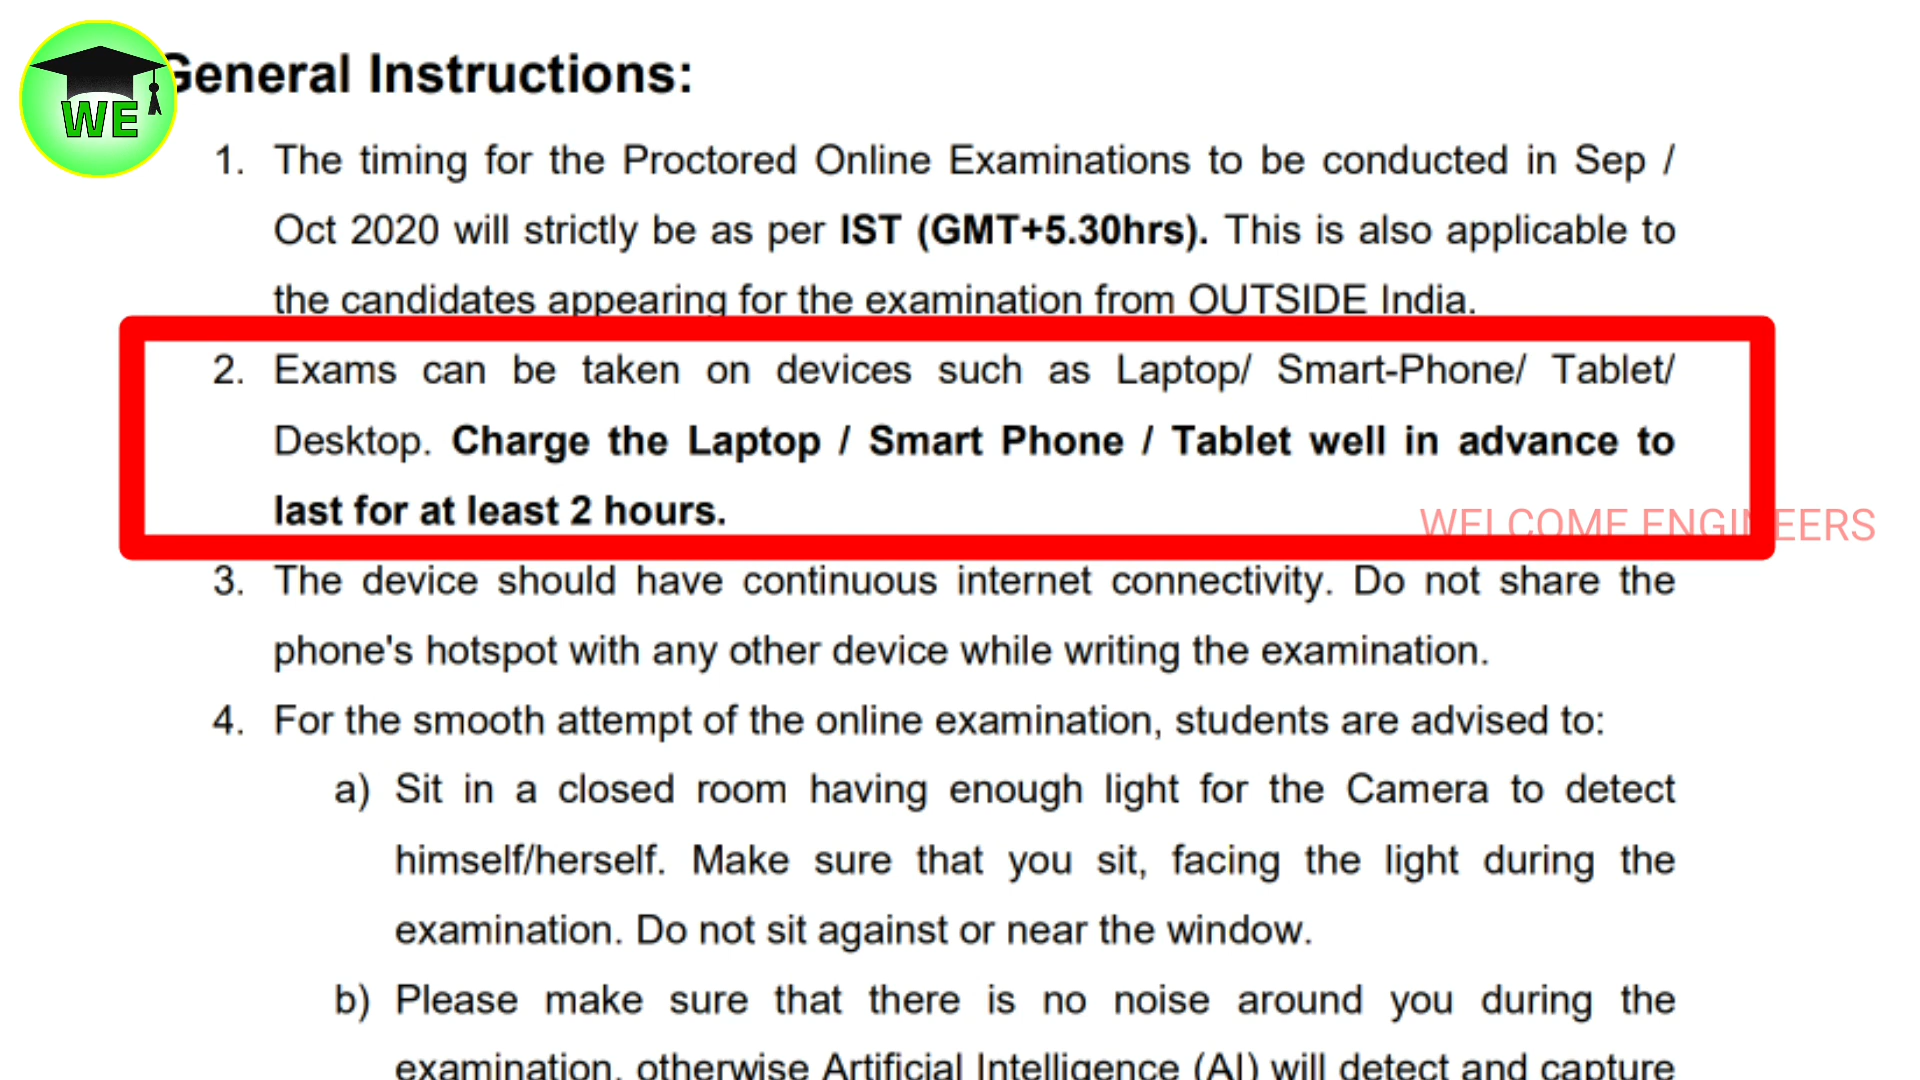 WE
General Instructions:
1. The timing for the Proctored Online Examinations to be conducted in Sep /
Oct 2020 will strictly be as per IST (GMT+5.30hrs). This is also applicable to
the candidates appearing for the examination from OUTSIDE India.
2. Exams can be taken on devices such as Laptop/ Smart-Phone/ Tablet/
Desktop. Charge the Laptop / Smart Phone / Tablet well in advance to
last for at least 2 hours.
WELCOME ENGINEERS
3. The device should have continuous internet connectivity. Do not share the
phone's hotspot with any other device while writing the examination.
4. For the smooth attempt of the online examination, students are advised to:
a) Sit in a closed room having enough light for the Camera to detect
himself/herself. Make sure that you sit, facing the light during the
examination. Do not sit against or near the window.
b) Please make sure that there is no noise around you during the
examination, otherwise Artificial Intelligence (AI) will detect and capture